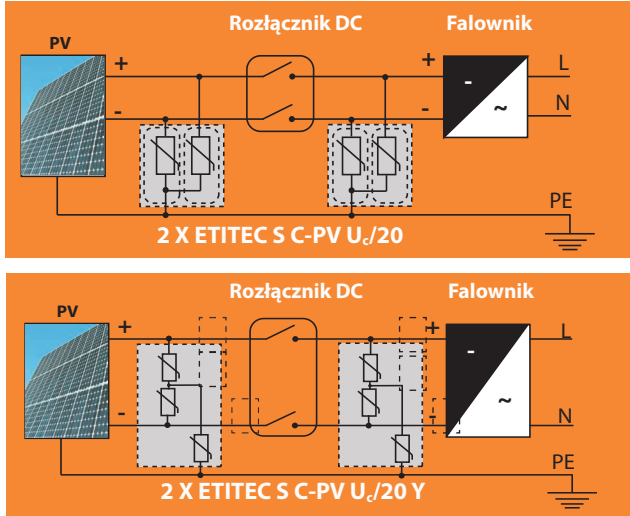 Rozłącznik DC Falownik
PV
+ + - L
- - ~ N
PE
2 X ETITEC S C-PV Uc/20
Rozłącznik DC Falownik
PV
+ + - L
- - ~ N
PE
2 X ETITEC S C-PV Uc/20 Y